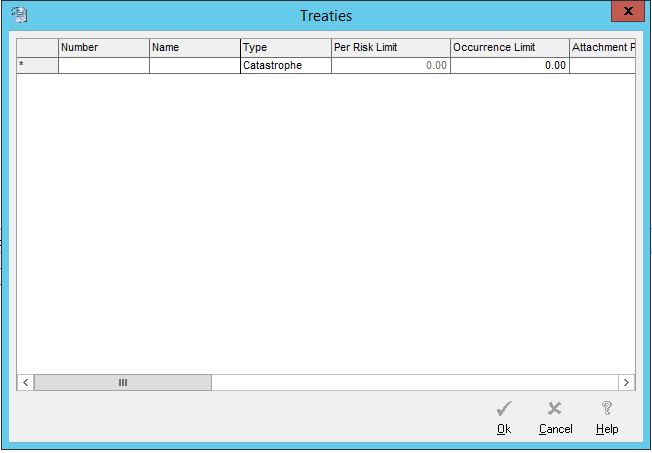 Treaties
x
Number Name Type Per Risk Limit Occurrence Limit Attachment P
* Catastrophe 0.00 0.00
Ok Cancel Help